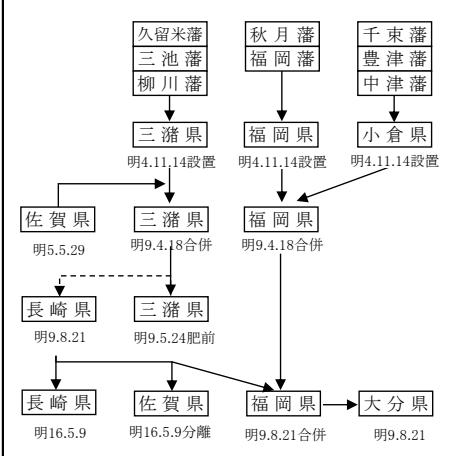 久留米藩 秋月藩 千束藩
三池藩 福岡藩 豊津藩
柳川藩 中津藩
三潴県 福岡県 小倉県
明4.11.14設置 明4.11.14設置 明4.11.14設置
佐賀県 三潴県 福岡県
明5.5.29 明9.4.18合併 明9.4.18合併
長崎県 三潴県
明9.8.21 明9.5.24肥前
長崎県 佐賀県 福岡県 大分県
明16.5.9 明16.5.9分離 明9.8.21合併 明9.8.21